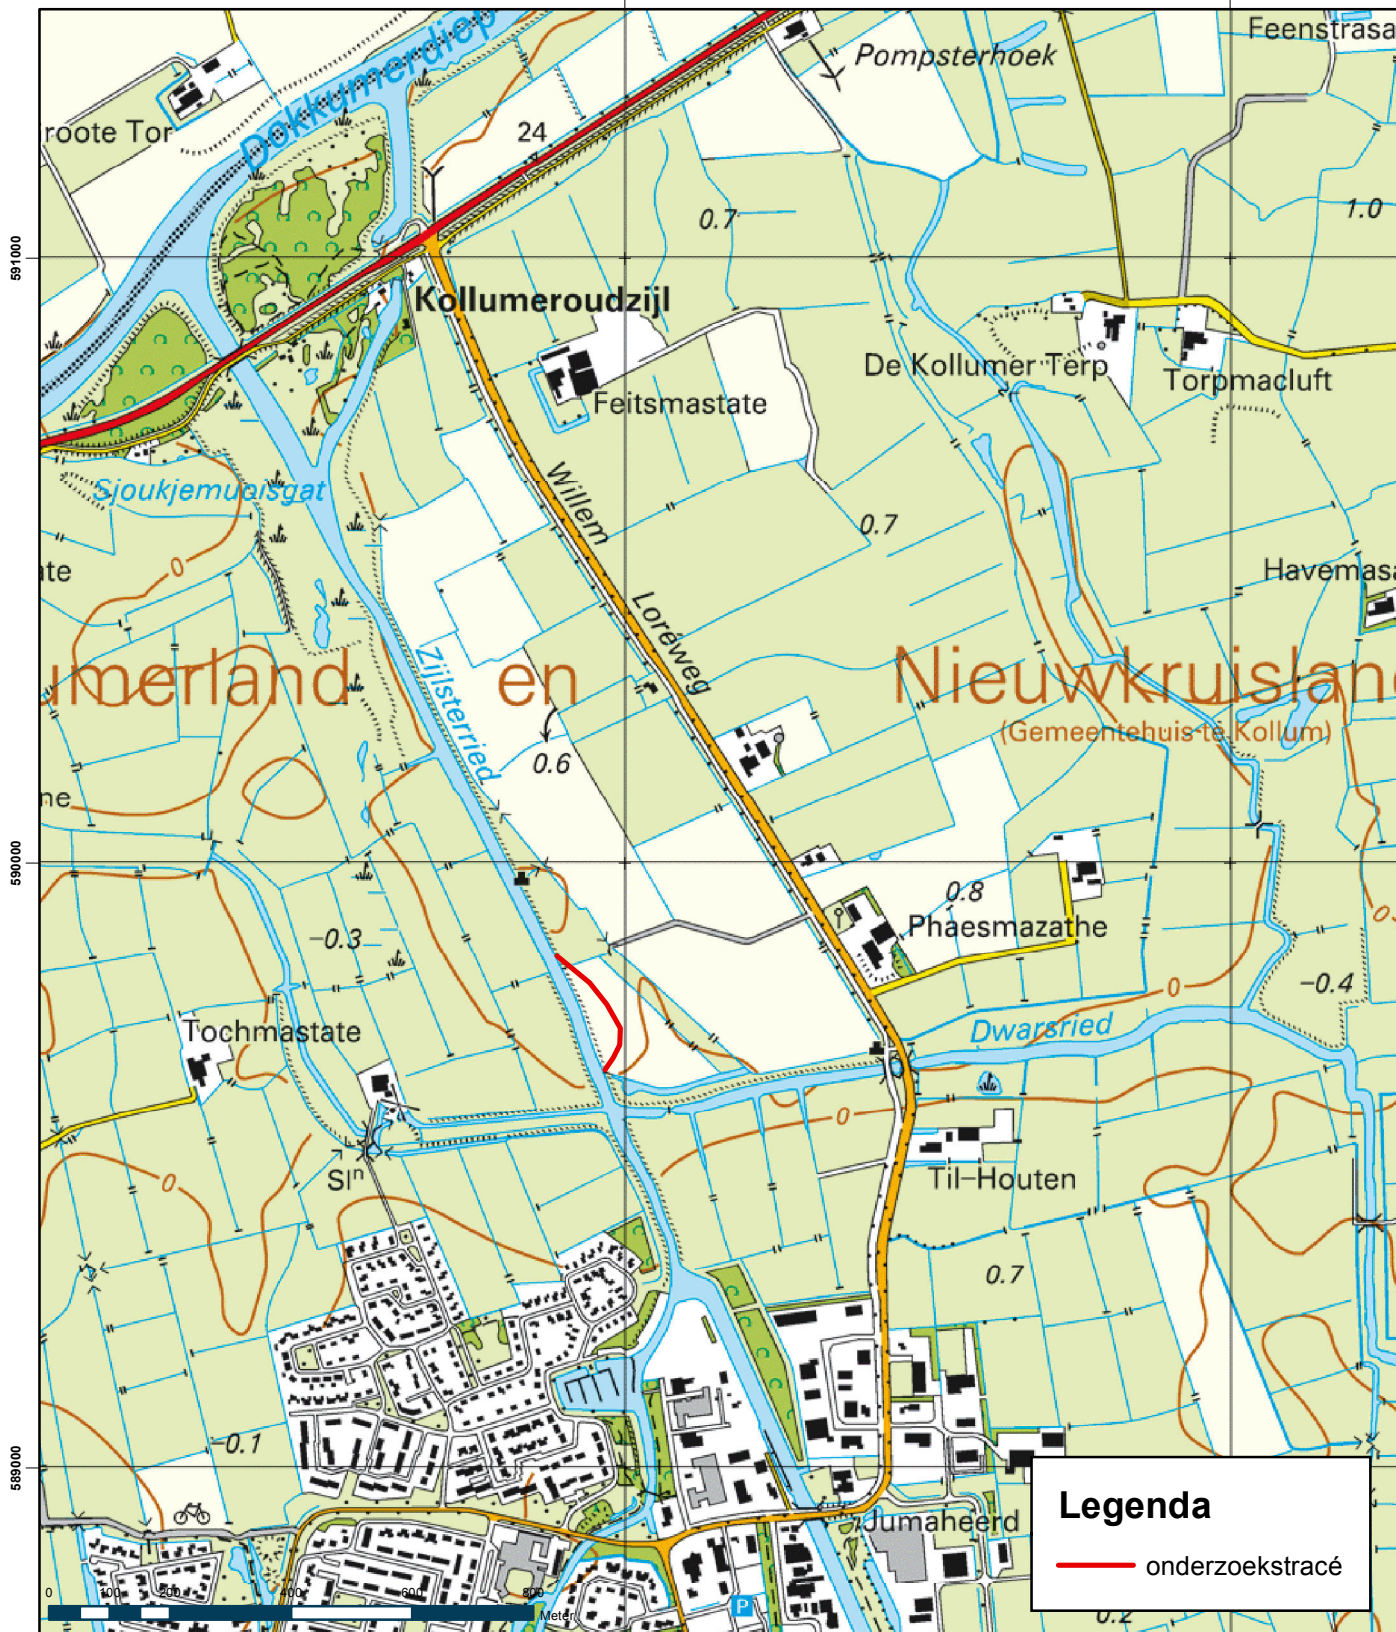 Dokkumerdiep
Feenstrasa
Pompsterhoek
24
roote Tor
0.7
1.0
591000
Kollumeroudzijl
De Kollumer Terp
Torpmacluft
Feitsmastate
Sjoukjemuoisgat
Willem
0.7
0
Havemasa
Loréweg
umerland en Nieuwkruisland
(Gemeentehuis te Kollum)
Zijlsterried
0.6
ne
590000
0.8
Phaesmazathe
-0.3
0
-0.4
Dwarsried
Tochmastate
0
Slⁿ
0
Til-Houten
0.7
-0.1
589000
Legenda
Jumaheerd
onderzoekstracé
0 100 200 400 600 800
Meter
P
0.2